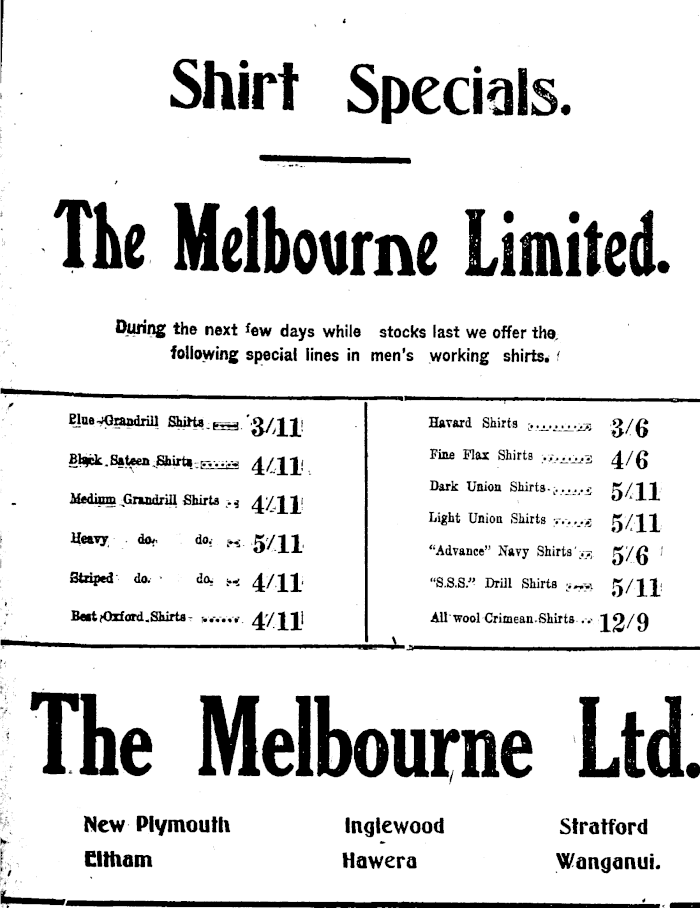 Shirt Specials.
The Melbourne Limited.
During the next few days while stocks last we offer the
following special lines in men's working shirts.
Blue Grandrill Shirts ..... 3/11
Black Sateen Shirts ....... 4/11
Medium Grandrill Shirts .. 4/11
Heavy do. do. ... 5/11
Striped do. do. ... 4/11
Best Oxford Shirts ....... 4/11
Havard Shirts .......... 3/6
Fine Flax Shirts ........ 4/6
Dark Union Shirts ....... 5/11
Light Union Shirts ...... 5/11
"Advance" Navy Shirts ... 5/6
"S.S.S." Drill Shirts ..... 5/11
All wool Crimean Shirts .. 12/9
The Melbourne Ltd.
New Plymouth Inglewood Stratford
Eltham Hawera Wanganui.